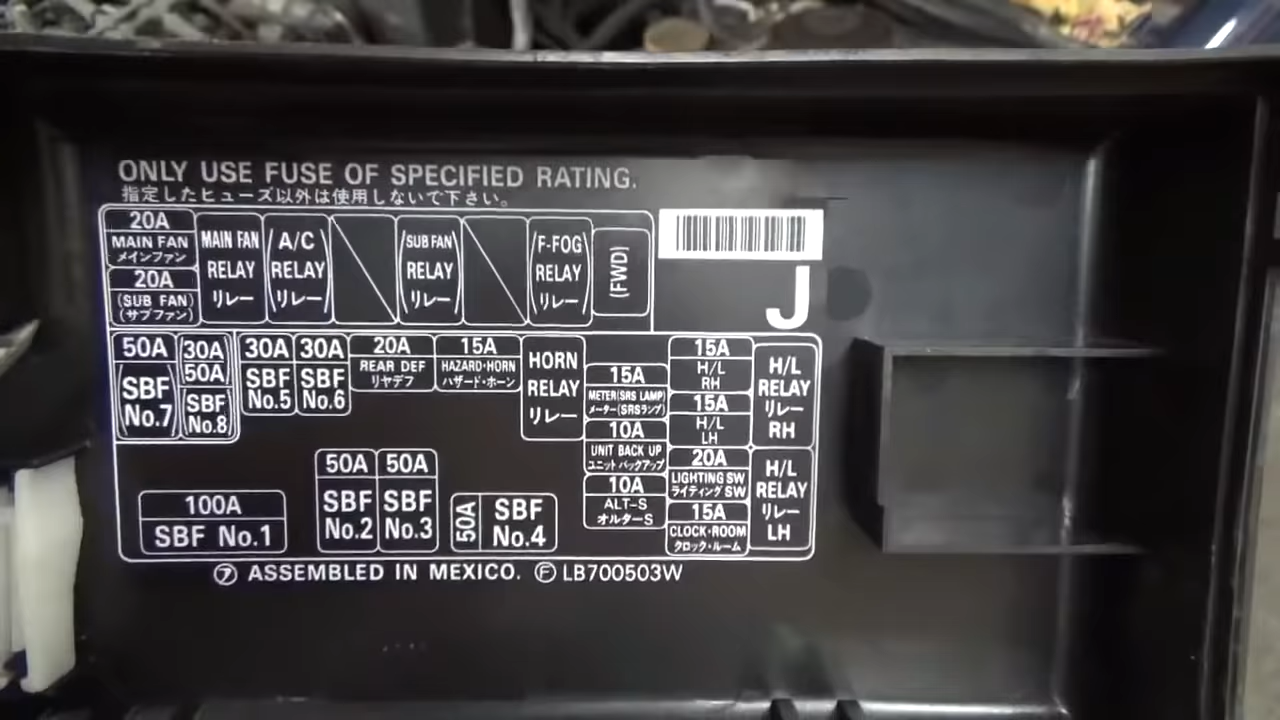 ONLY USE FUSE OF SPECIFIED RATING.
指定したヒューズ以外は使用しないで下さい。
20A
MAIN FAN
メインファン
20A
(SUB FAN)
(サブファン)
MAIN FAN
RELAY
リレー
A/C
RELAY
リレー
SUB FAN
RELAY
リレー
F-FOG
RELAY
リレー
(FWD)
J
50A
SBF
No.7
30A
50A
SBF
No.8
30A
SBF
No.5
30A
SBF
No.6
20A
REAR DEF
リヤデフ
15A
HAZARD·HORN
ハザード・ホーン
HORN
RELAY
リレー
15A
METER(SRS LAMP)
メーター(SRSランプ)
10A
UNIT BACK UP
ユニット バックアップ
10A
ALT-S
オルターS
15A
H/L
RH
15A
H/L
LH
20A
LIGHTING SW
ライティング SW
15A
CLOCK·ROOM
クロック・ルーム
H/L
RELAY
リレー
RH
H/L
RELAY
リレー
LH
100A
SBF No.1
50A
SBF
No.2
50A
SBF
No.3
50A
SBF
No.4
⑦ ASSEMBLED IN MEXICO. Ⓕ LB700503W